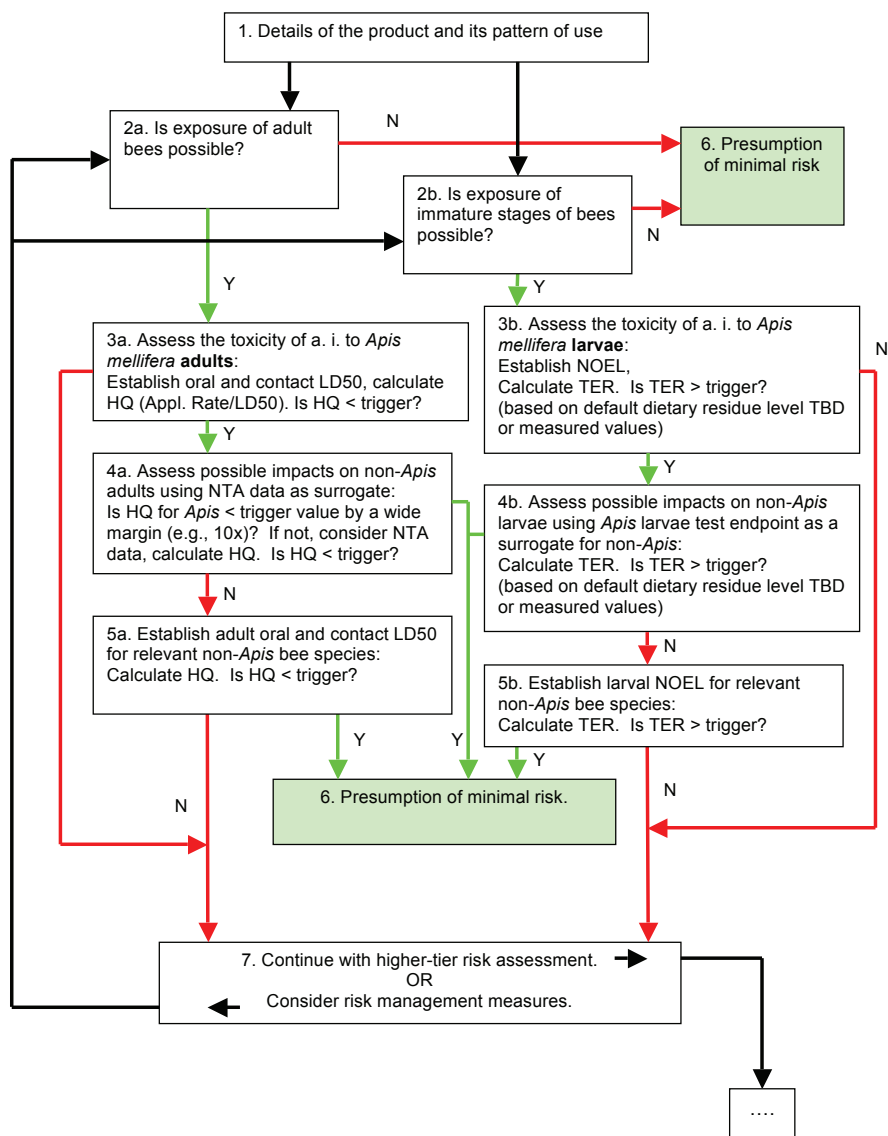 1. Details of the product and its pattern of use
2a. Is exposure of adult
bees possible?
N
6. Presumption
of minimal risk
2b. Is exposure of
immature stages of bees
possible?
N
Y
Y
3a. Assess the toxicity of a. i. to Apis
mellifera adults:
Establish oral and contact LD50, calculate
HQ (Appl. Rate/LD50). Is HQ < trigger?
3b. Assess the toxicity of a. i. to Apis
mellifera larvae:
Establish NOEL,
Calculate TER. Is TER > trigger?
(based on default dietary residue level TBD
or measured values)
N
Y
Y
4a. Assess possible impacts on non-Apis
adults using NTA data as surrogate:
Is HQ for Apis < trigger value by a wide
margin (e.g., 10x)? If not, consider NTA
data, calculate HQ. Is HQ < trigger?
4b. Assess possible impacts on non-Apis
larvae using Apis larvae test endpoint as a
surrogate for non-Apis:
Calculate TER. Is TER > trigger?
(based on default dietary residue level TBD
or measured values)
N
N
5a. Establish adult oral and contact LD50
for relevant non-Apis bee species:
Calculate HQ. Is HQ < trigger?
5b. Establish larval NOEL for relevant
non-Apis bee species:
Calculate TER. Is TER > trigger?
Y
Y
Y
N
6. Presumption of minimal risk.
N
7. Continue with higher-tier risk assessment.
OR
Consider risk management measures.
....